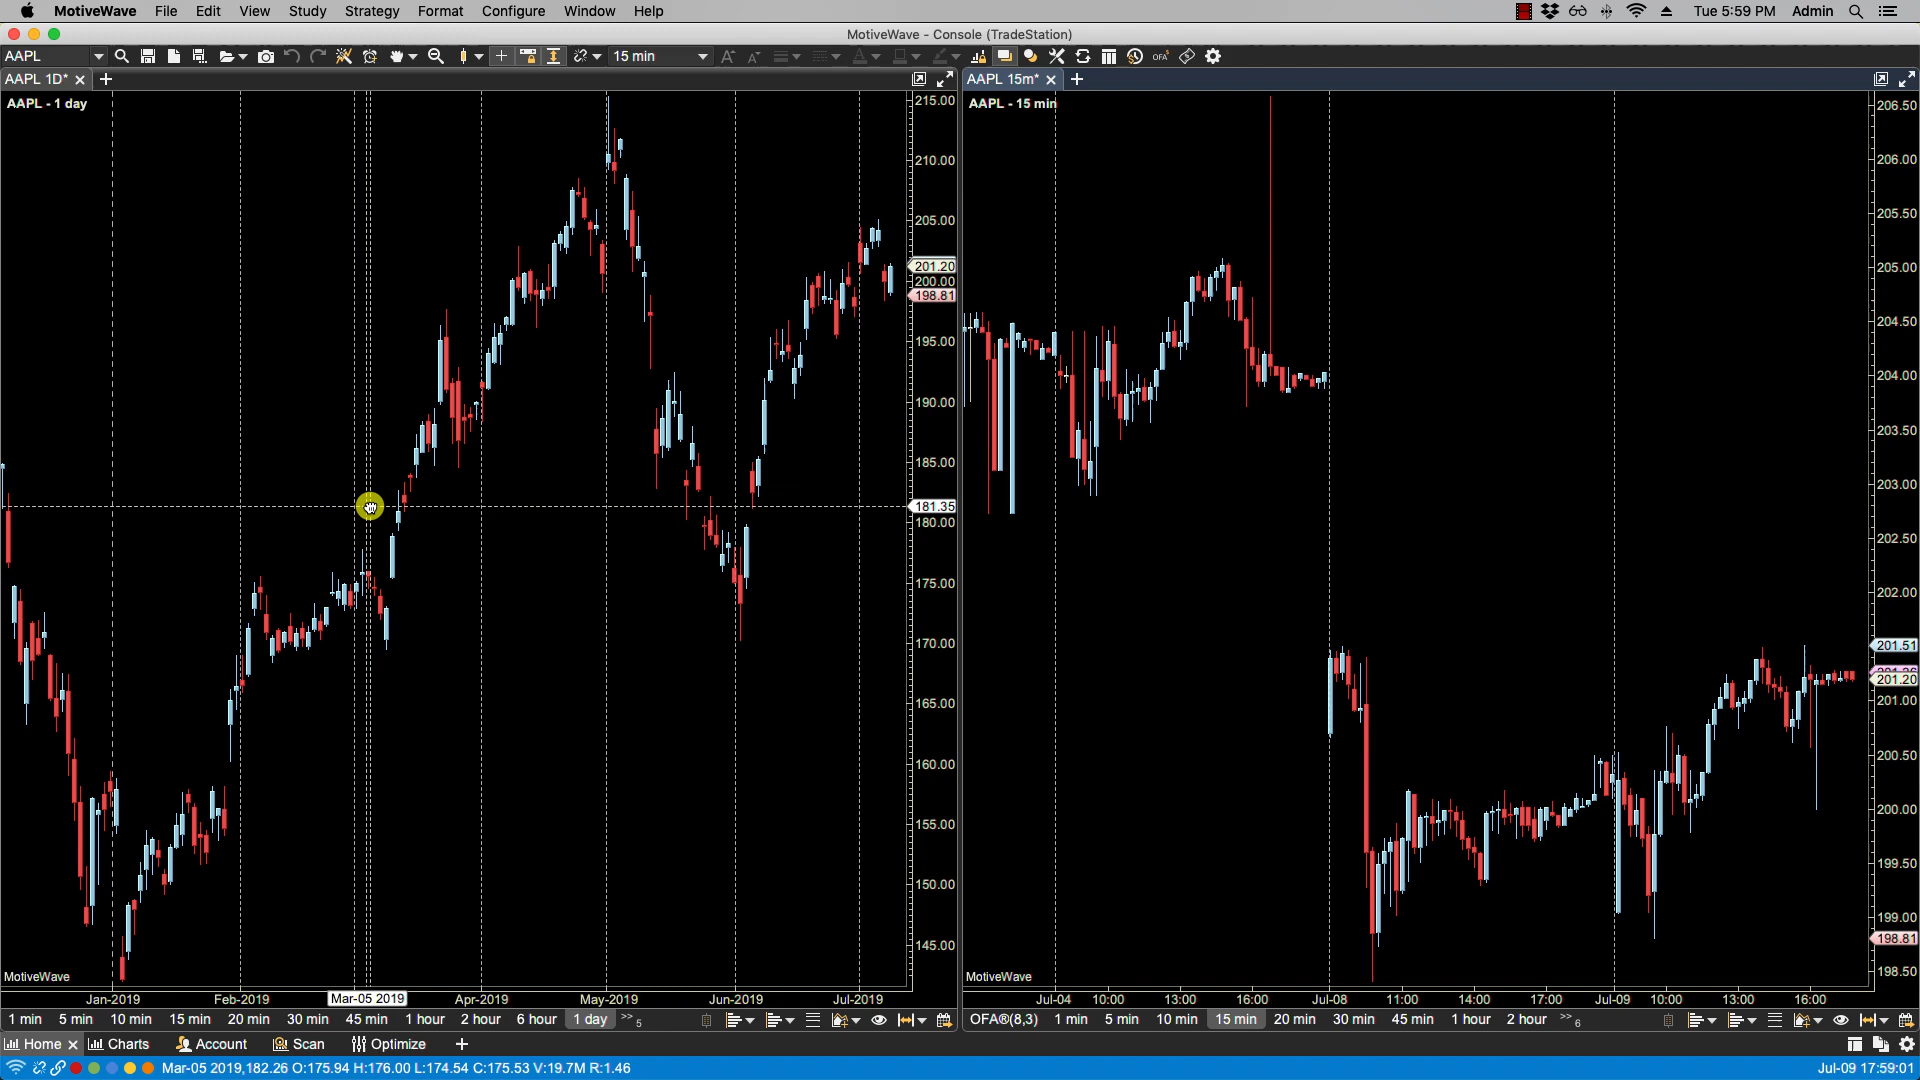 MotiveWave File Edit View Study Strategy Format Configure Window Help Tue 5:59 PM Admin
MotiveWave - Console (TradeStation)
AAPL 15 min OFA
AAPL 1D* AAPL 15m*
AAPL - 1 day
215.00
210.00
205.00
201.20
200.00
198.81
195.00
190.00
185.00
181.35
180.00
175.00
170.00
165.00
160.00
155.00
150.00
145.00
MotiveWave
Jan-2019 Feb-2019 Mar-05 2019 Apr-2019 May-2019 Jun-2019 Jul-2019
1 min 5 min 10 min 15 min 20 min 30 min 45 min 1 hour 2 hour 6 hour 1 day >> 5
AAPL - 15 min
206.50
206.00
205.50
205.00
204.50
204.00
203.50
203.00
202.50
202.00
201.51
201.20
201.00
200.50
200.00
199.50
199.00
198.81
198.50
MotiveWave
Jul-04 10:00 13:00 16:00 Jul-08 11:00 14:00 17:00 Jul-09 10:00 13:00 16:00
OFA®(8,3) 1 min 5 min 10 min 15 min 20 min 30 min 45 min 1 hour 2 hour >> 6
Home Charts Account Scan Optimize
Mar-05 2019,182.26 O:175.94 H:176.00 L:174.54 C:175.53 V:19.7M R:1.46 Jul-09 17:59:01